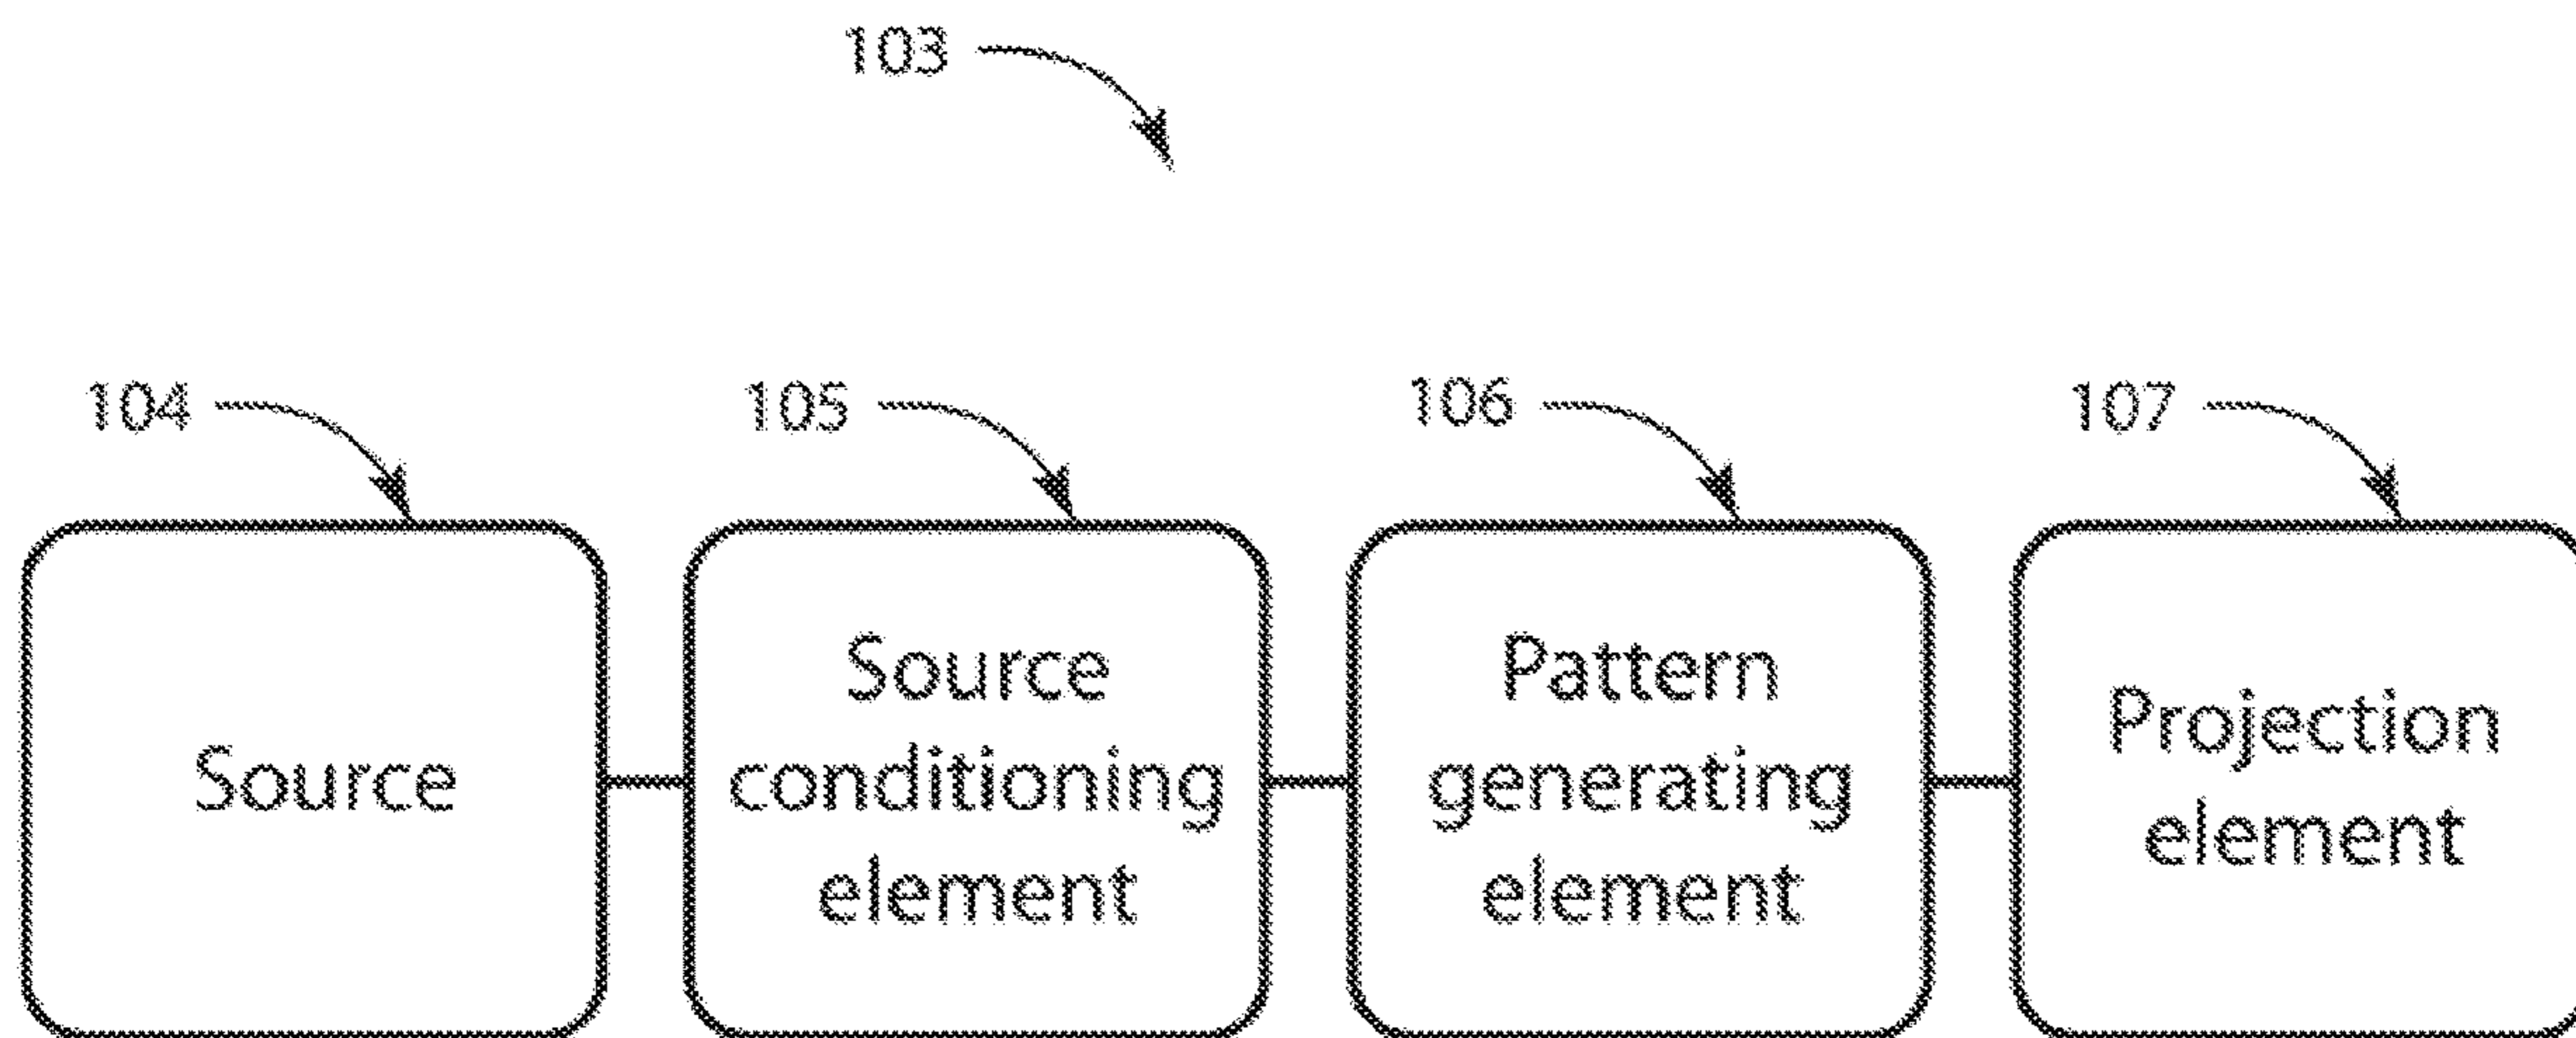 103
104
105
106
107
Source
Source
conditioning
element
Pattern
generating
element
Projection
element